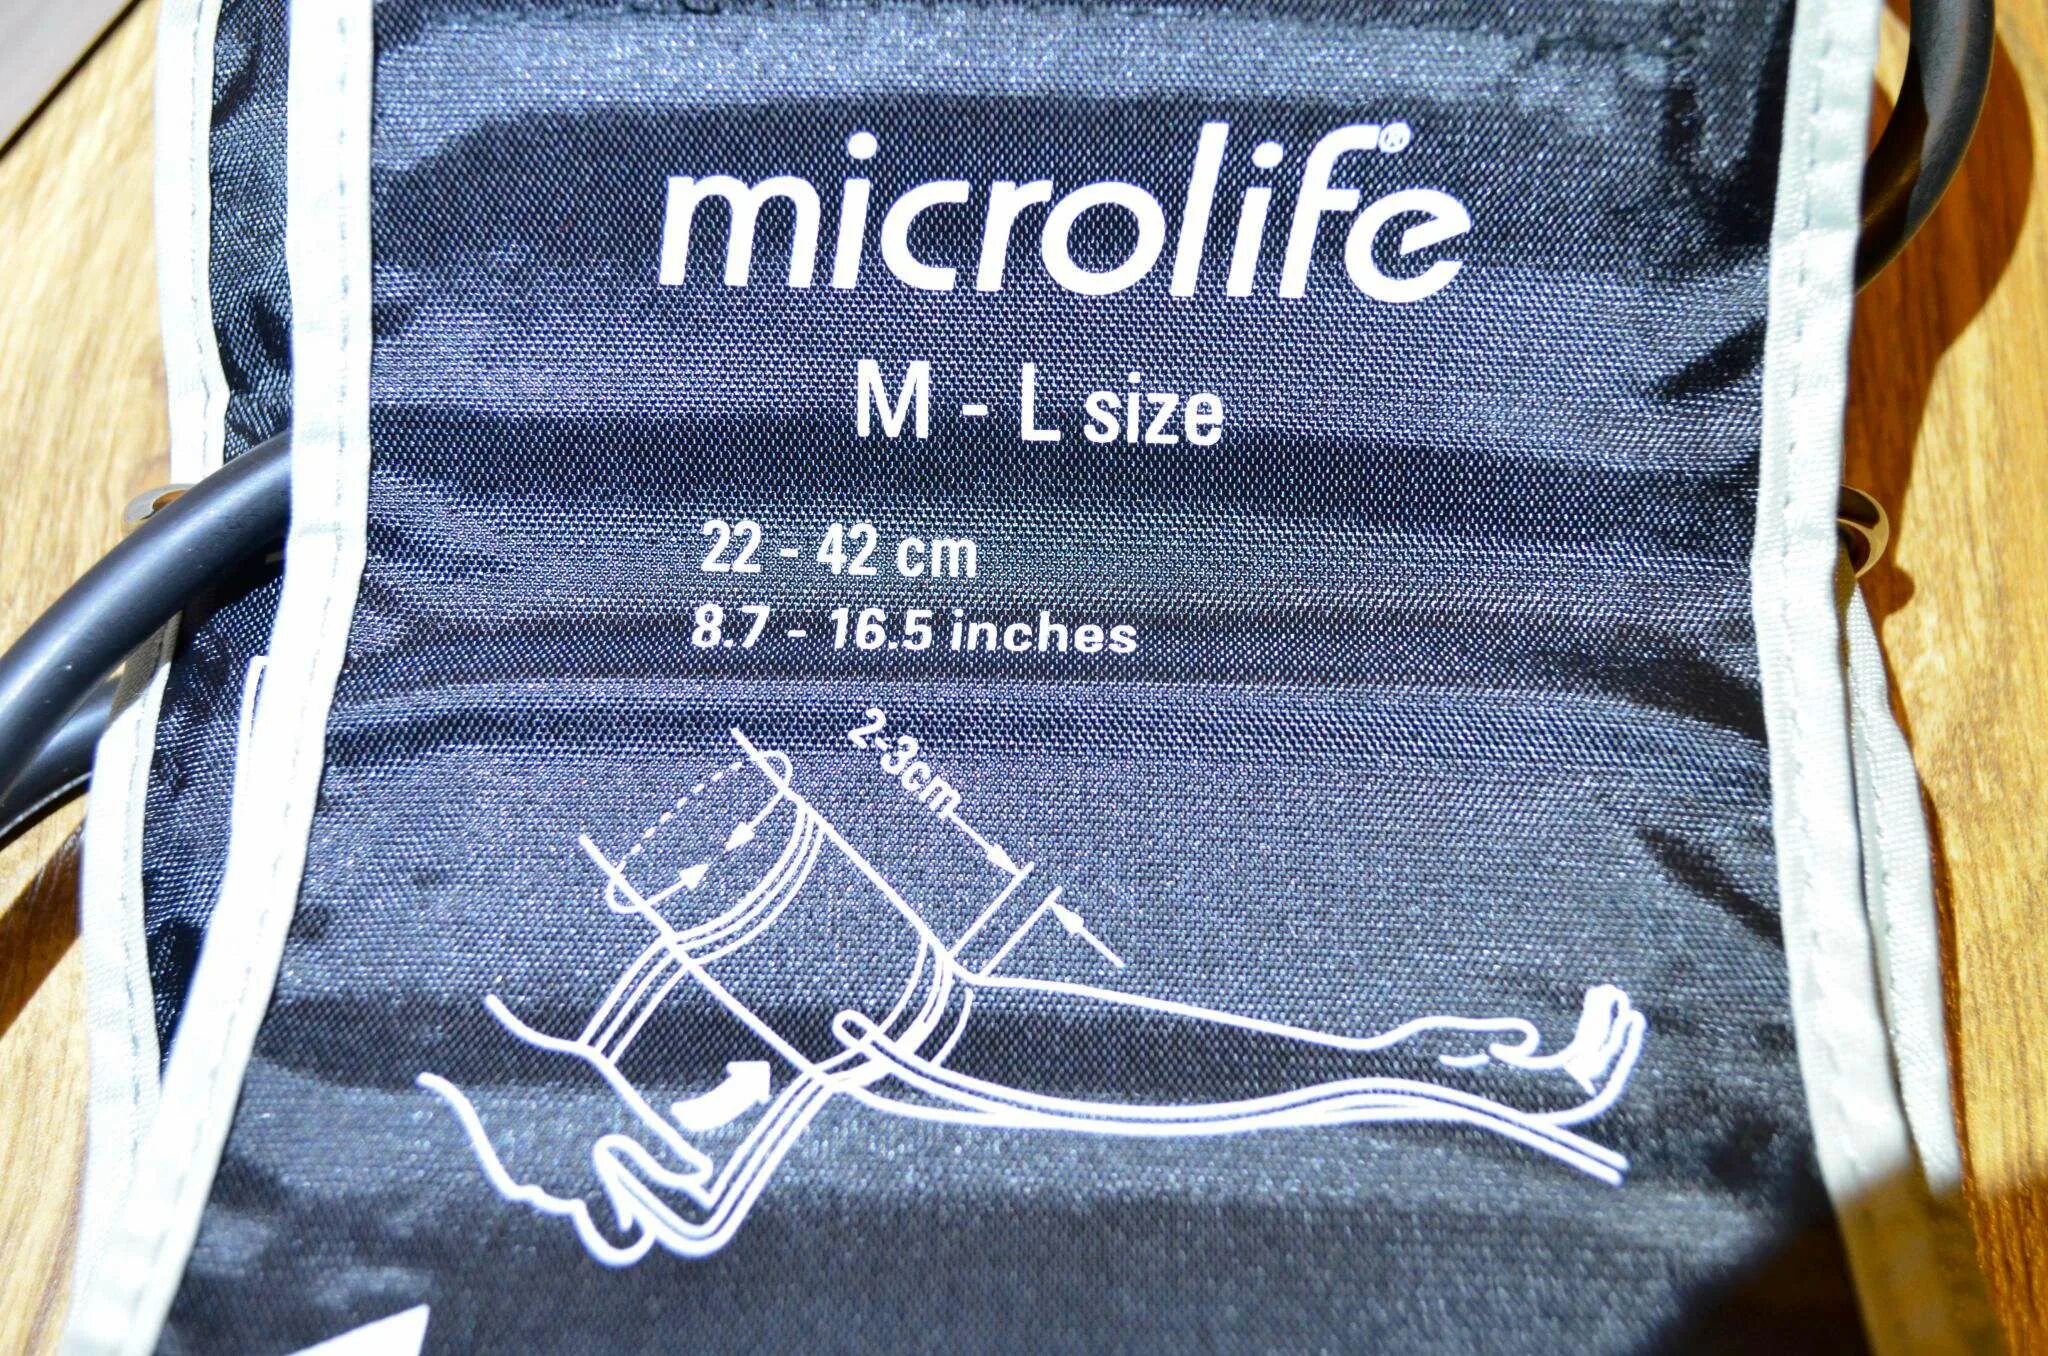 microlife®
M - L size
22 - 42 cm
8.7 - 16.5 inches
2-3cm